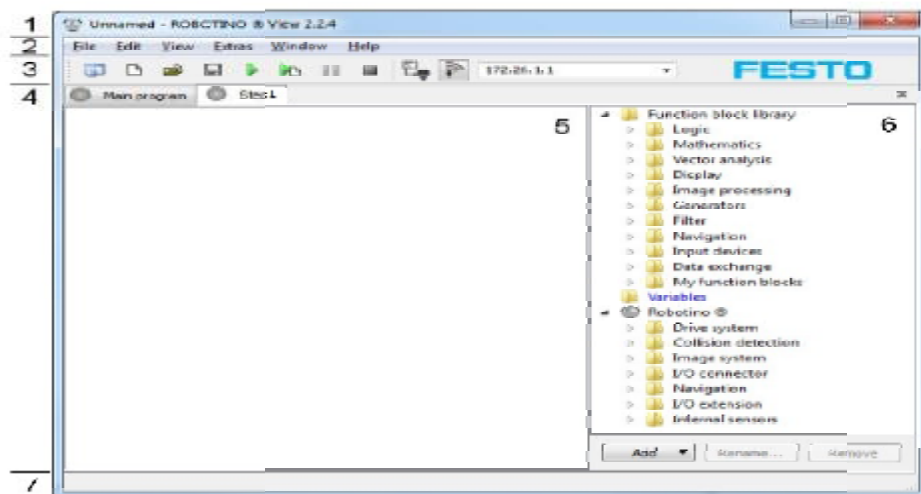 1 Unnamed - ROBOTINO ® View 2.2.4
2 File Edit View Extras Window Help
3 172.26.1.1 FESTO
4 Main program Step1
5
6
Function block library
Logic
Mathematics
Vector analysis
Display
Image processing
Generators
Filter
Navigation
Input devices
Data exchange
My function blocks
Variables
Robotino ®
Drive system
Collision detection
Image system
I/O connector
Navigation
I/O extension
Internal sensors
Add Rename... Remove
7